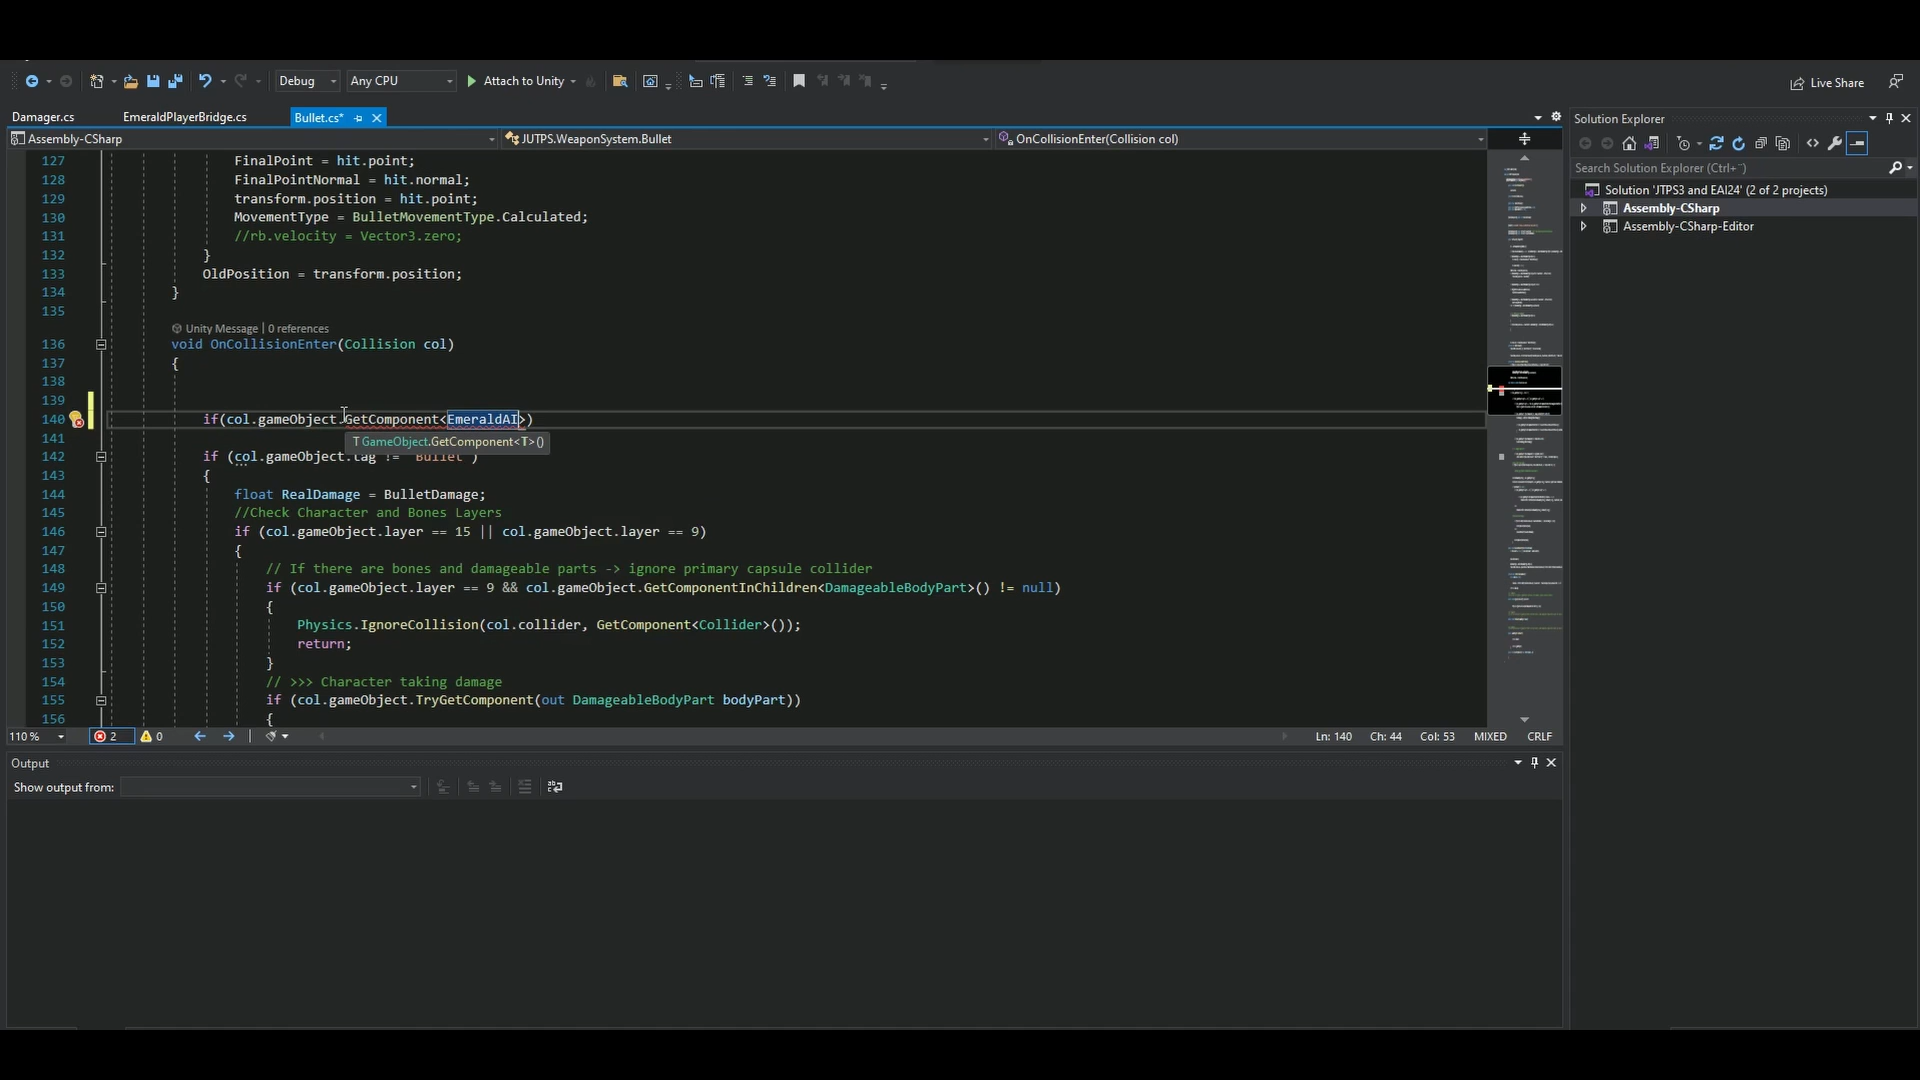 Debug
Any CPU
Attach to Unity
Live Share
Damager.cs
EmeraldPlayerBridge.cs
Bullet.cs*
Solution Explorer
Assembly-CSharp
JUTPS.WeaponSystem.Bullet
OnCollisionEnter(Collision col)
127 FinalPoint = hit.point;
128 FinalPointNormal = hit.normal;
129 transform.position = hit.point;
130 MovementType = BulletMovementType.Calculated;
131 //rb.velocity = Vector3.zero;
132 }
133 OldPosition = transform.position;
134 }
135
Unity Message | 0 references
136 void OnCollisionEnter(Collision col)
137 {
138
139
140 if(col.gameObject.GetComponent<EmeraldAI>)
141 GameObject.GetComponent<T>()
142 if (col.gameObject.tag != "Bullet")
143 {
144 float RealDamage = BulletDamage;
145 //Check Character and Bones Layers
146 if (col.gameObject.layer == 15 || col.gameObject.layer == 9)
147 {
148 // If there are bones and damageable parts -> ignore primary capsule collider
149 if (col.gameObject.layer == 9 && col.gameObject.GetComponentInChildren<DamageableBodyPart>() != null)
150 {
151 Physics.IgnoreCollision(col.collider, GetComponent<Collider>());
152 return;
153 }
154 // >>> Character taking damage
155 if (col.gameObject.TryGetComponent(out DamageableBodyPart bodyPart))
156 {
110 %
2
0
Ln: 140 Ch: 44 Col: 53 MIXED CRLF
Output
Show output from:
Search Solution Explorer (Ctrl+¨)
Solution 'JTPS3 and EAI24' (2 of 2 projects)
Assembly-CSharp
Assembly-CSharp-Editor